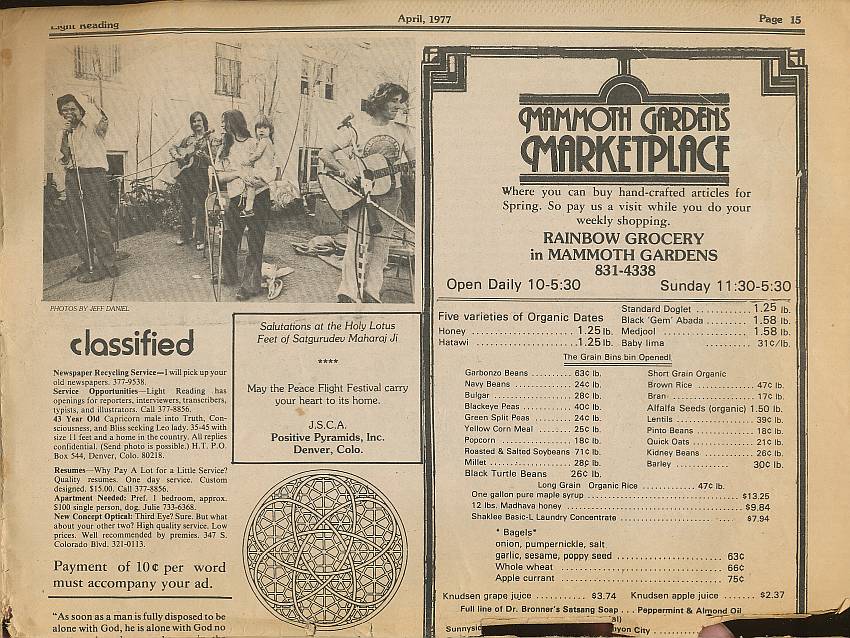 Light Reading
April, 1977
Page 15
PHOTOS BY JEFF DANIEL
classified
Newspaper Recycling Service—I will pick up your
old newspapers. 377-9538.
Service Opportunities—Light Reading has
openings for reporters, interviewers, transcribers,
typists, and illustrators. Call 377-8856.
43 Year Old Capricorn male into Truth, Con-
sciousness, and Bliss seeking Leo lady. 35-45 with
size 11 feet and a home in the country. All replies
confidential. (Send photo is possible.) H.T. P.O.
Box 544, Denver, Colo. 80218.
Resumes—Why Pay A Lot for a Little Service?
Quality resumes. One day service. Custom
designed. $15.00. Call 377-8856.
Apartment Needed: Pref. 1 bedroom, approx.
$100 single person, dog. Julie 733-6368.
New Concept Optical: Third Eye? Sure. But what
about your other two? High quality service. Low
prices. Well recommended by premies. 347 S.
Colorado Blvd. 321-0113.
Payment of 10¢ per word
must accompany your ad.
"As soon as a man is fully disposed to be
alone with God, he is alone with God no
Salutations at the Holy Lotus
Feet of Satgurudev Maharaj Ji
****
May the Peace Flight Festival carry
your heart to its home.
J.S.C.A.
Positive Pyramids, Inc.
Denver, Colo.
MAMMOTH GARDENS
MARKETPLACE
Where you can buy hand-crafted articles for
Spring. So pay us a visit while you do your
weekly shopping.
RAINBOW GROCERY
in MAMMOTH GARDENS
831-4338
Open Daily 10-5:30 Sunday 11:30-5:30
Five varieties of Organic Dates
Honey .................... 1.25 lb.
Hatawi .................... 1.25 lb.
Standard Doglet ............ 1.25 lb.
Black 'Gem' Abada ......... 1.58 lb.
Medjool .................... 1.58 lb.
Baby lima .................... 31¢/lb.
The Grain Bins bin Opened!
Garbonzo Beans ......... 63¢ lb.
Navy Beans ............... 24¢ lb.
Bulgar ..................... 28¢ lb.
Blackeye Peas ............ 40¢ lb.
Green Split Peas ......... 24¢ lb.
Yellow Corn Meal ......... 25¢ lb.
Popcorn .................. 18¢ lb.
Roasted & Salted Soybeans 71¢ lb.
Millet ..................... 28¢ lb.
Black Turtle Beans 26¢ lb.
Short Grain Organic
Brown Rice ............... 47¢ lb.
Bran ..................... 17¢ lb.
Alfalfa Seeds (organic) 1.50 lb.
Lentils .................. 39¢ lb.
Pinto Beans ............... 18¢ lb.
Quick Oats ............... 21¢ lb.
Kidney Beans ............ 26¢ lb.
Barley .................. 30¢ lb.
Long Grain Organic Rice ............ 47¢ lb.
One gallon pure maple syrup .............................. $13.25
12 lbs. Madhava honey .............................. $9.84
Shaklee Basic-L Laundry Concentrate .............................. $7.94
* Bagels*
onion, pumpernickle, salt
garlic, sesame, poppy seed .............................. 63¢
Whole wheat .............................. 66¢
Apple currant .............................. 75¢
Knudsen grape jujice ............ $3.74 Knudsen apple juice ............ $2.37
Full line of Dr. Bronner's Satsang Soap ... Peppermint & Almond Oil